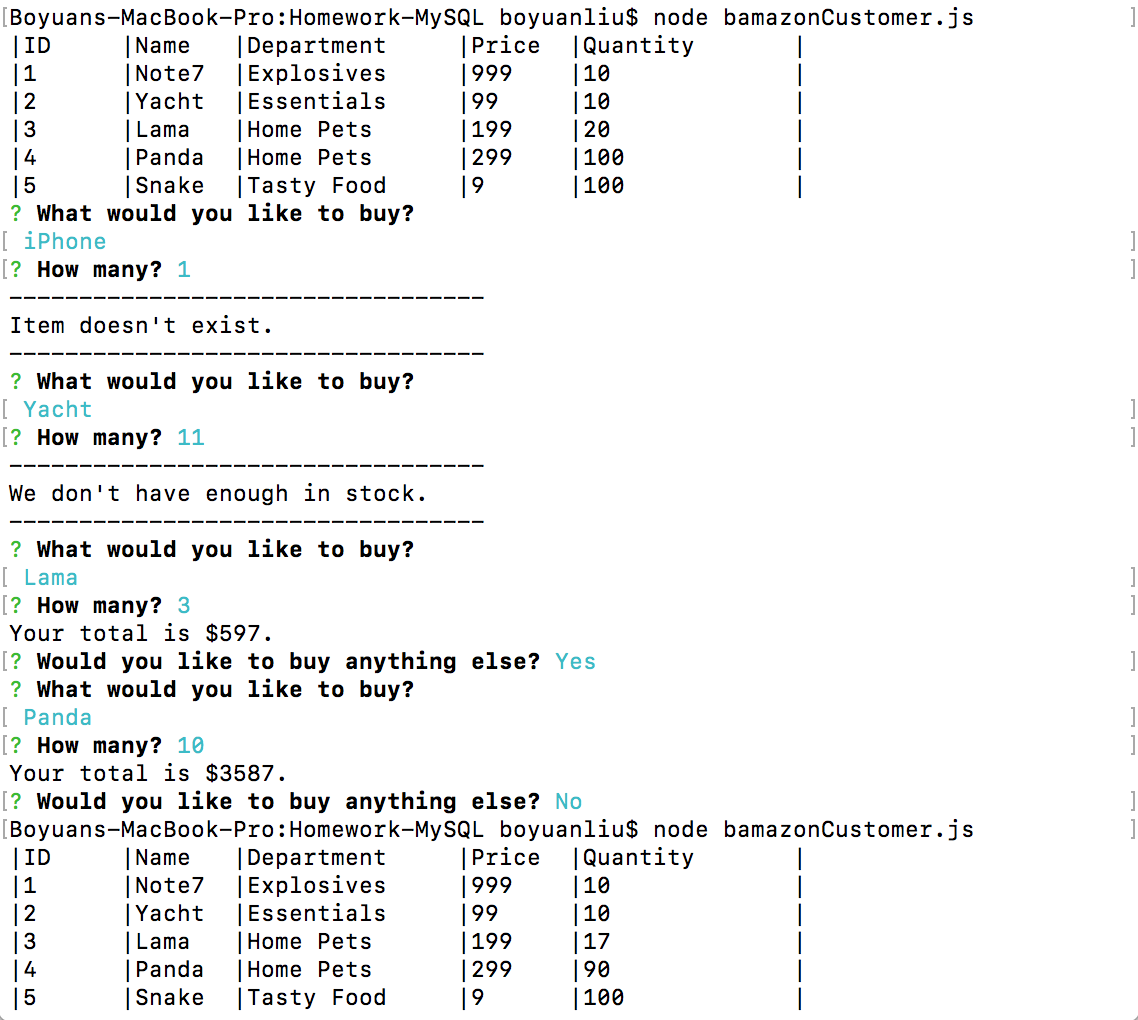 [Boyuans-MacBook-Pro:Homework-MySQL boyuanliu$ node bamazonCustomer.js ]
|ID |Name |Department |Price |Quantity |
|1 |Note7 |Explosives |999 |10 |
|2 |Yacht |Essentials |99 |10 |
|3 |Lama |Home Pets |199 |20 |
|4 |Panda |Home Pets |299 |100 |
|5 |Snake |Tasty Food |9 |100 |
? What would you like to buy?
[ iPhone ]
[? How many? 1 ]
----------------------------------
Item doesn't exist.
----------------------------------
? What would you like to buy?
[ Yacht ]
[? How many? 11 ]
----------------------------------
We don't have enough in stock.
----------------------------------
? What would you like to buy?
[ Lama ]
[? How many? 3 ]
Your total is $597.
[? Would you like to buy anything else? Yes ]
? What would you like to buy?
[ Panda ]
[? How many? 10 ]
Your total is $3587.
[? Would you like to buy anything else? No ]
[Boyuans-MacBook-Pro:Homework-MySQL boyuanliu$ node bamazonCustomer.js ]
|ID |Name |Department |Price |Quantity |
|1 |Note7 |Explosives |999 |10 |
|2 |Yacht |Essentials |99 |10 |
|3 |Lama |Home Pets |199 |17 |
|4 |Panda |Home Pets |299 |90 |
|5 |Snake |Tasty Food |9 |100 |